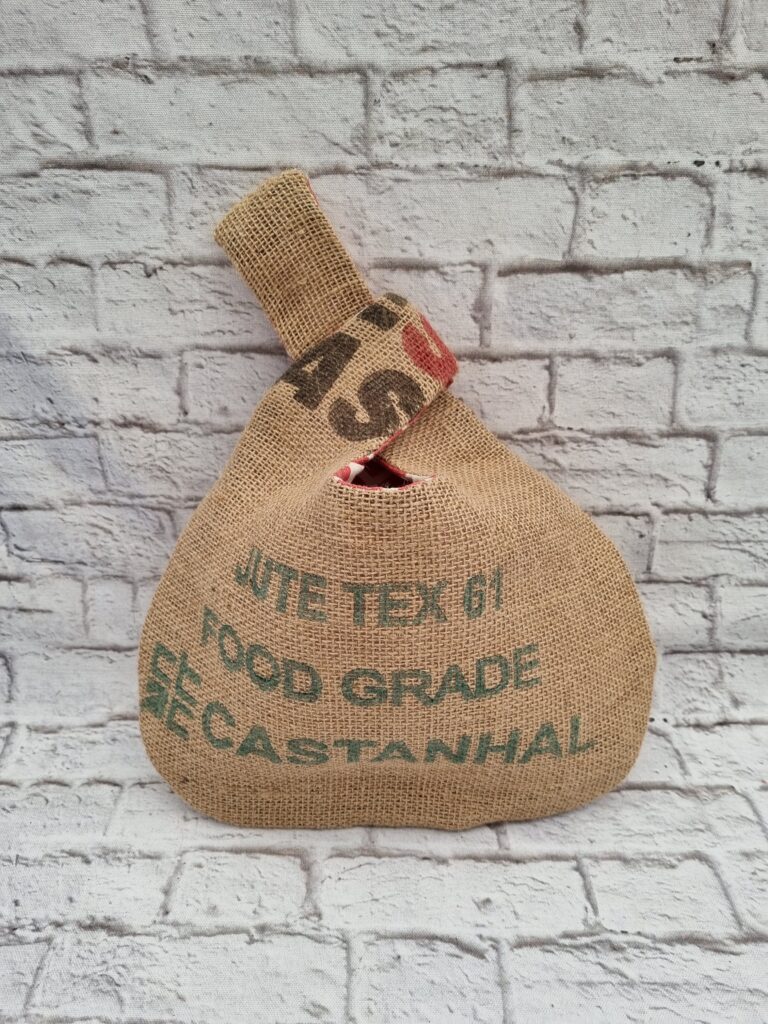 AS
JUTE TEX 61
FOOD GRADE
CASTANHAL